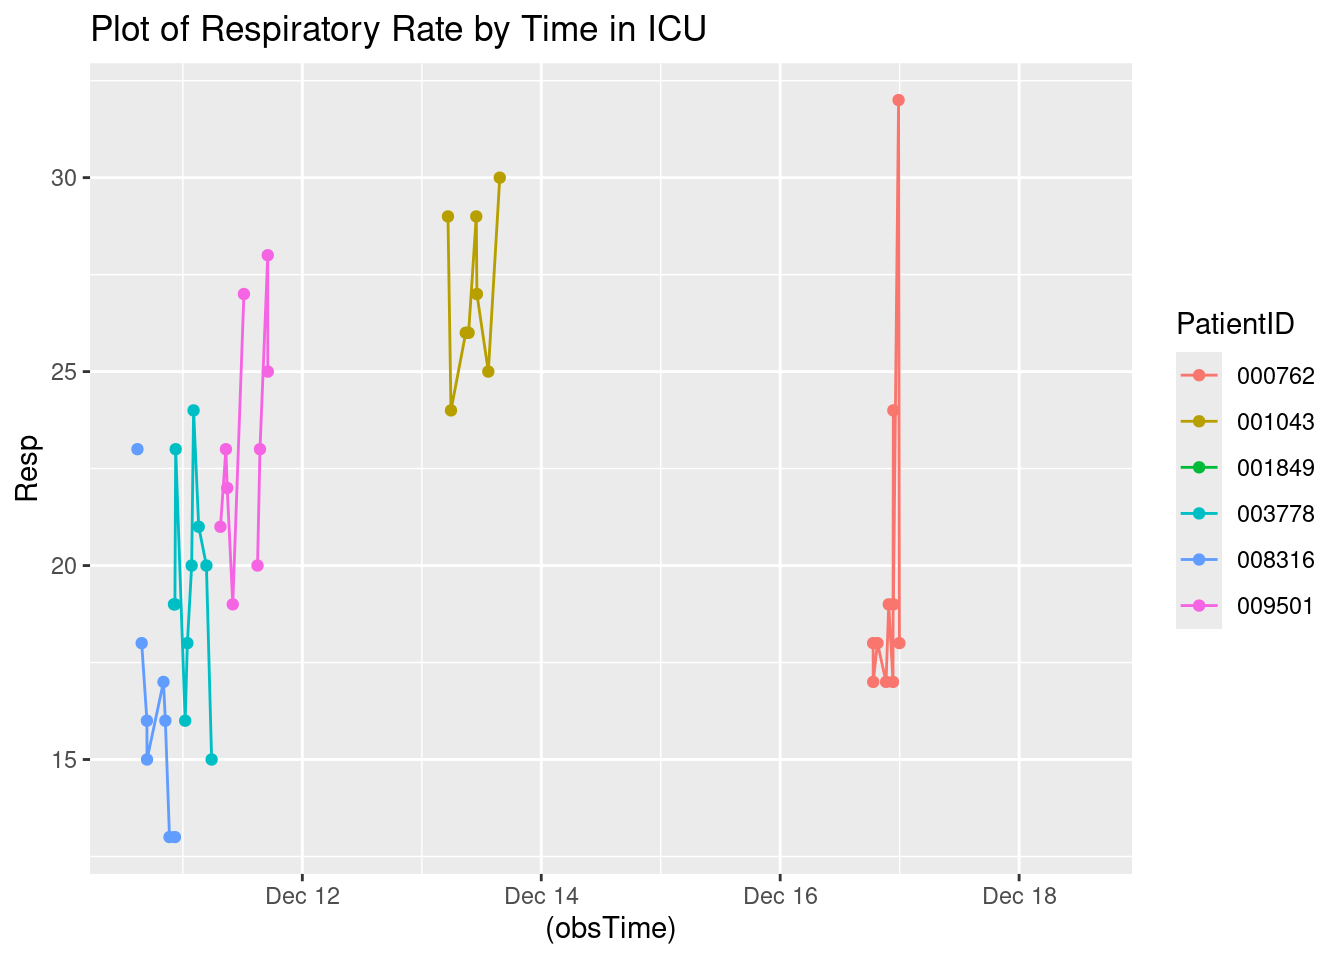 Plot of Respiratory Rate by Time in ICU
30
25
20
15
Resp
Dec 12
Dec 14
Dec 16
Dec 18
(obsTime)
PatientID
000762
001043
001849
003778
008316
009501